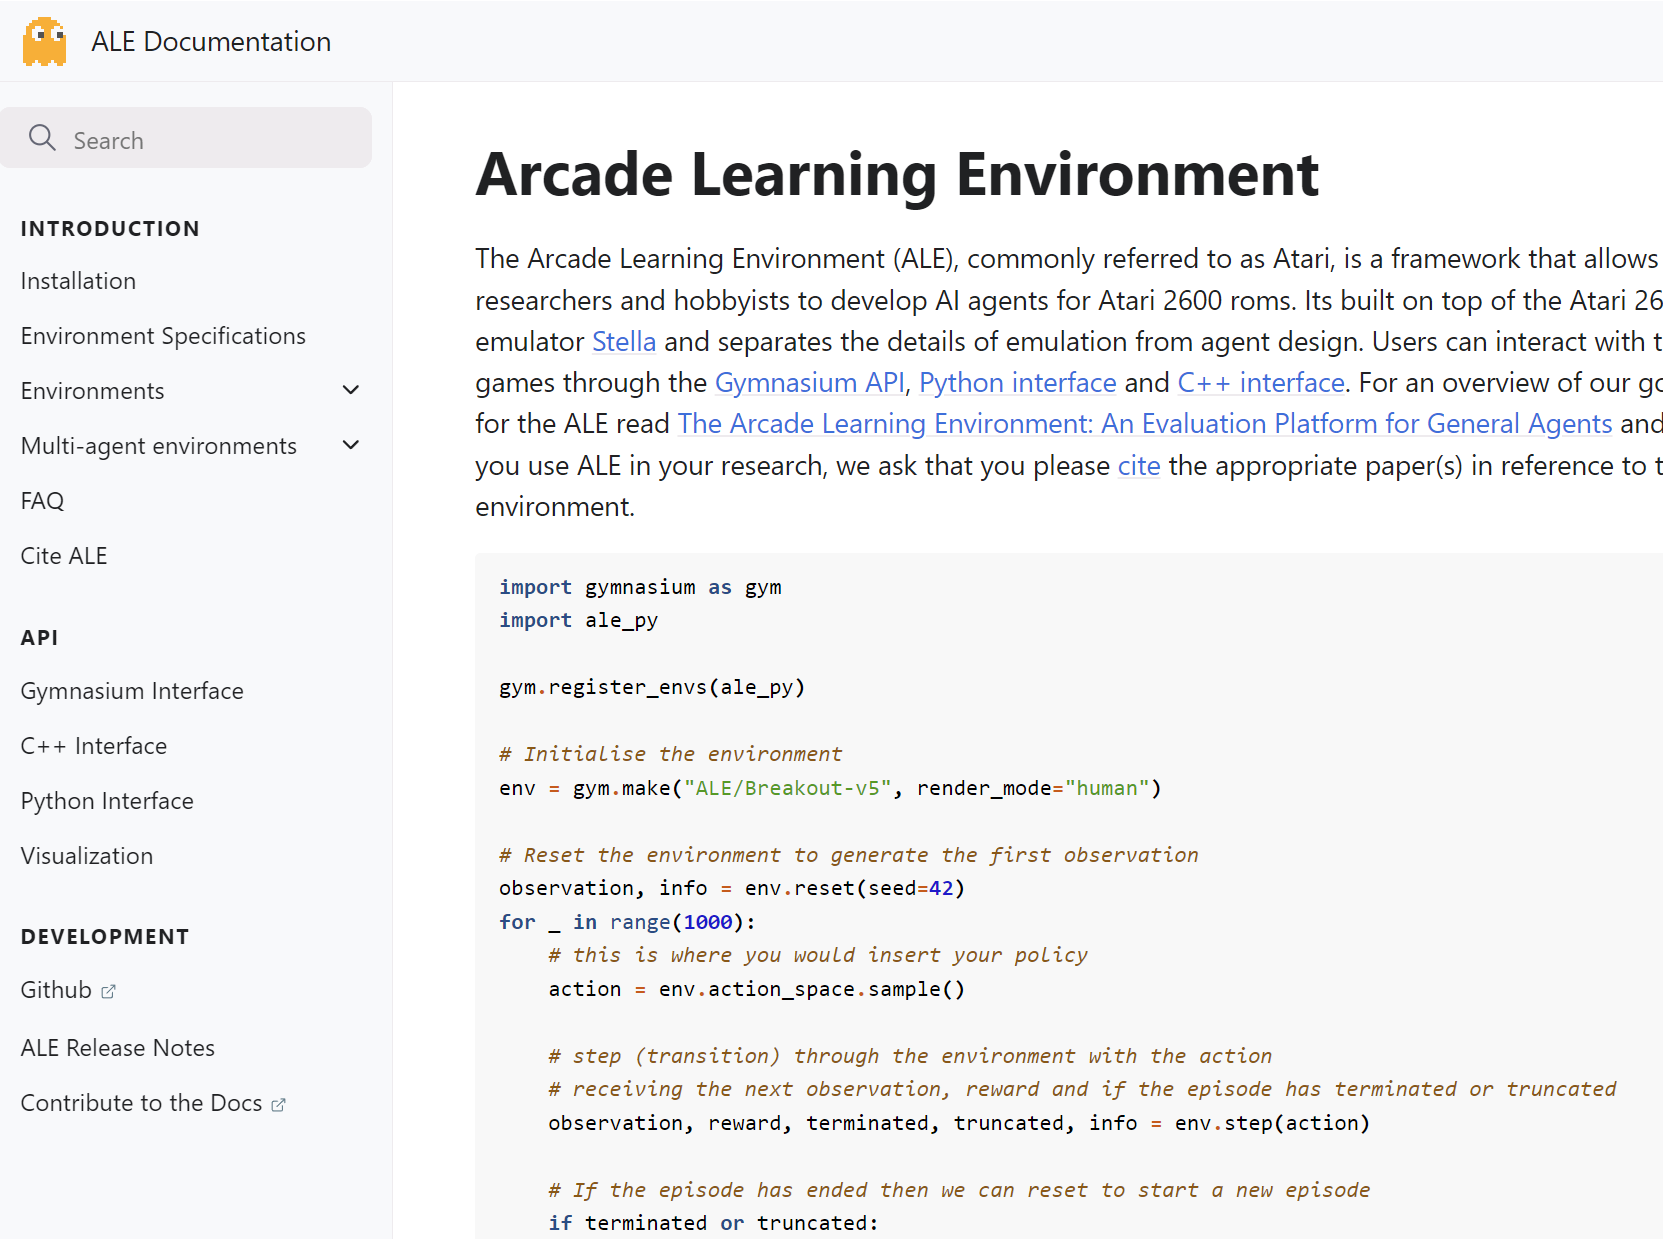 ALE Documentation
Search
INTRODUCTION
Installation
Environment Specifications
Environments
Multi-agent environments
FAQ
Cite ALE
API
Gymnasium Interface
C++ Interface
Python Interface
Visualization
DEVELOPMENT
Github
ALE Release Notes
Contribute to the Docs
Arcade Learning Environment
The Arcade Learning Environment (ALE), commonly referred to as Atari, is a framework that allows
researchers and hobbyists to develop AI agents for Atari 2600 roms. Its built on top of the Atari 26
emulator Stella and separates the details of emulation from agent design. Users can interact with t
games through the Gymnasium API, Python interface and C++ interface. For an overview of our go
for the ALE read The Arcade Learning Environment: An Evaluation Platform for General Agents and
you use ALE in your research, we ask that you please cite the appropriate paper(s) in reference to t
environment.
import gymnasium as gym
import ale_py
gym.register_envs(ale_py)
# Initialise the environment
env = gym.make("ALE/Breakout-v5", render_mode="human")
# Reset the environment to generate the first observation
observation, info = env.reset(seed=42)
for _ in range(1000):
    # this is where you would insert your policy
    action = env.action_space.sample()
    # step (transition) through the environment with the action
    # receiving the next observation, reward and if the episode has terminated or truncated
    observation, reward, terminated, truncated, info = env.step(action)
    # If the episode has ended then we can reset to start a new episode
    if terminated or truncated: